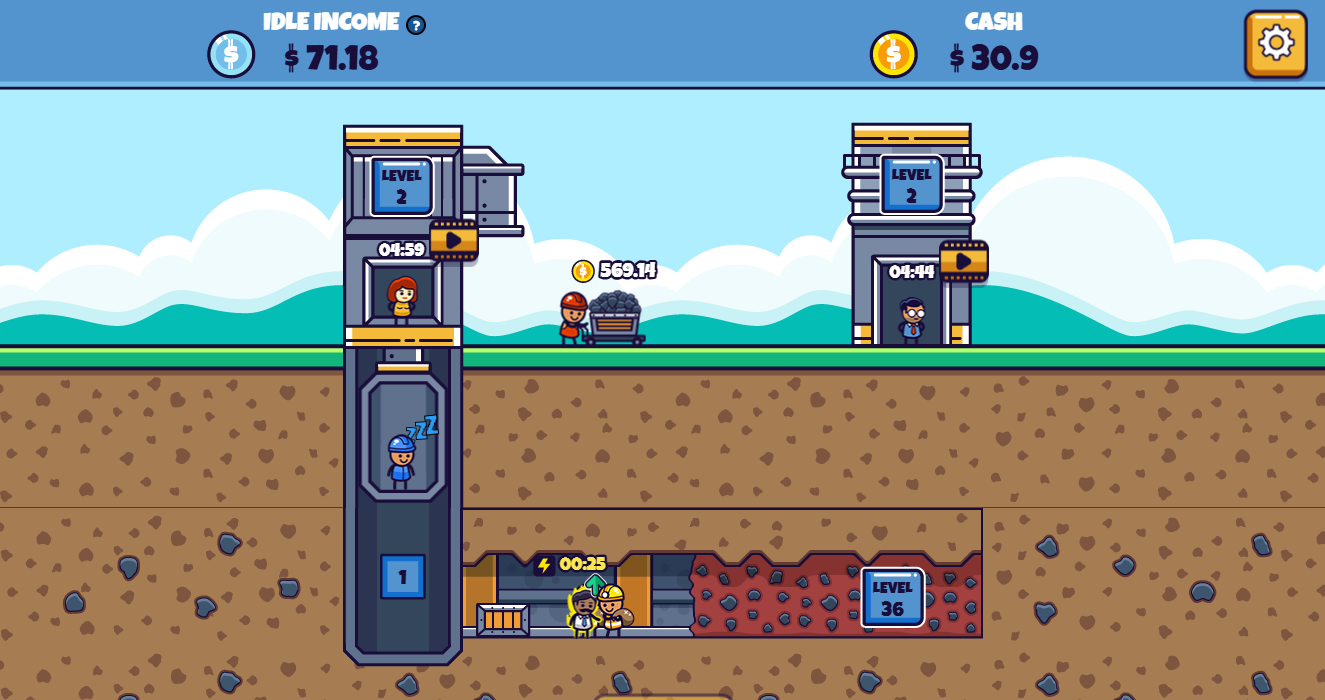 IDLE INCOME ?
$ 71.18
CASH
$ 30.9
LEVEL
2
LEVEL
2
04:59
04:44
$ 569.14
zZZ
1
00:25
LEVEL
36